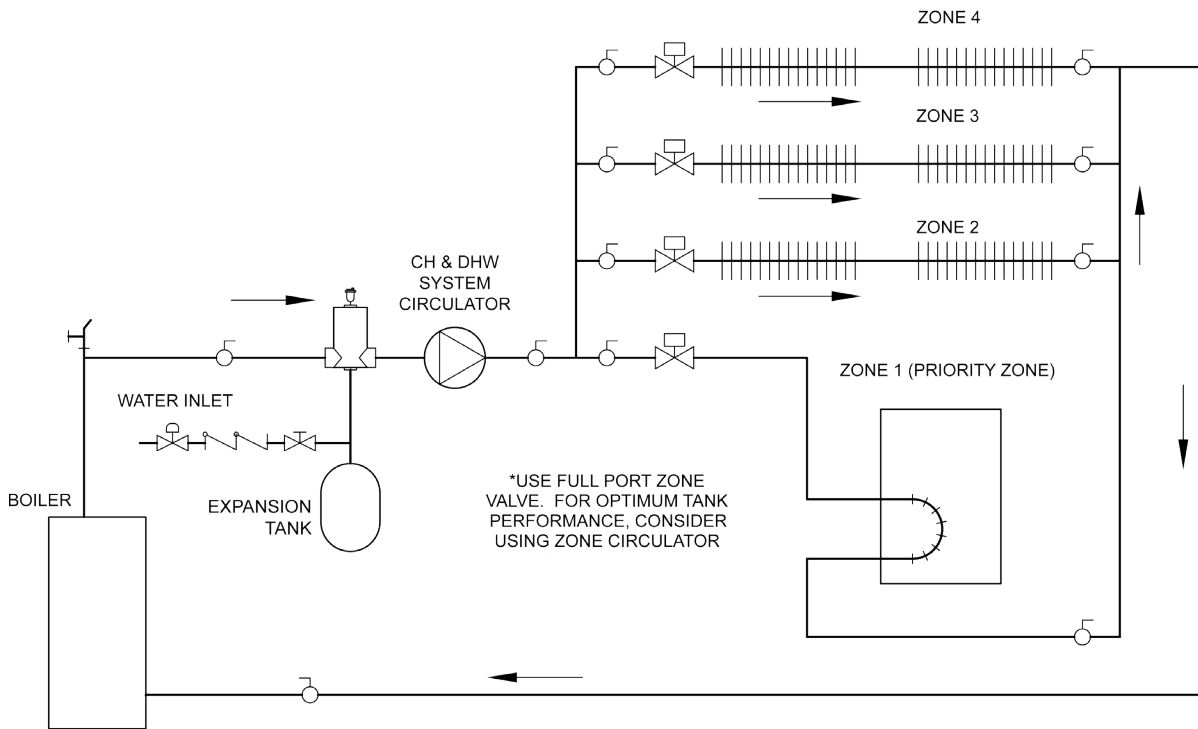 ZONE 4
ZONE 3
ZONE 2
CH & DHW
SYSTEM
CIRCULATOR
ZONE 1 (PRIORITY ZONE)
WATER INLET
*USE FULL PORT ZONE
VALVE. FOR OPTIMUM TANK
PERFORMANCE, CONSIDER
USING ZONE CIRCULATOR
BOILER
EXPANSION
TANK